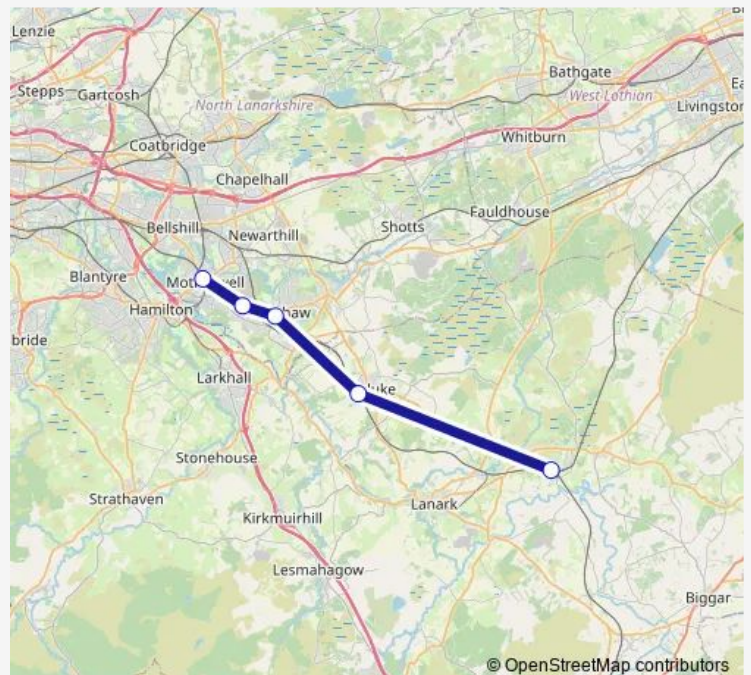 Lenzie
Bathgate
Stepps
Gartcosh
North Lanarkshire
West Lothian
Livingston
Whitburn
Coatbridge
Chapelhall
Fauldhouse
Bellshill
Newarthill
Shotts
Blantyre
Hamilton
bride
Larkhall
Stonehouse
Strathaven
Lanark
Kirkmuirhill
Lesmahagow
Biggar
© OpenStreetMap contributors